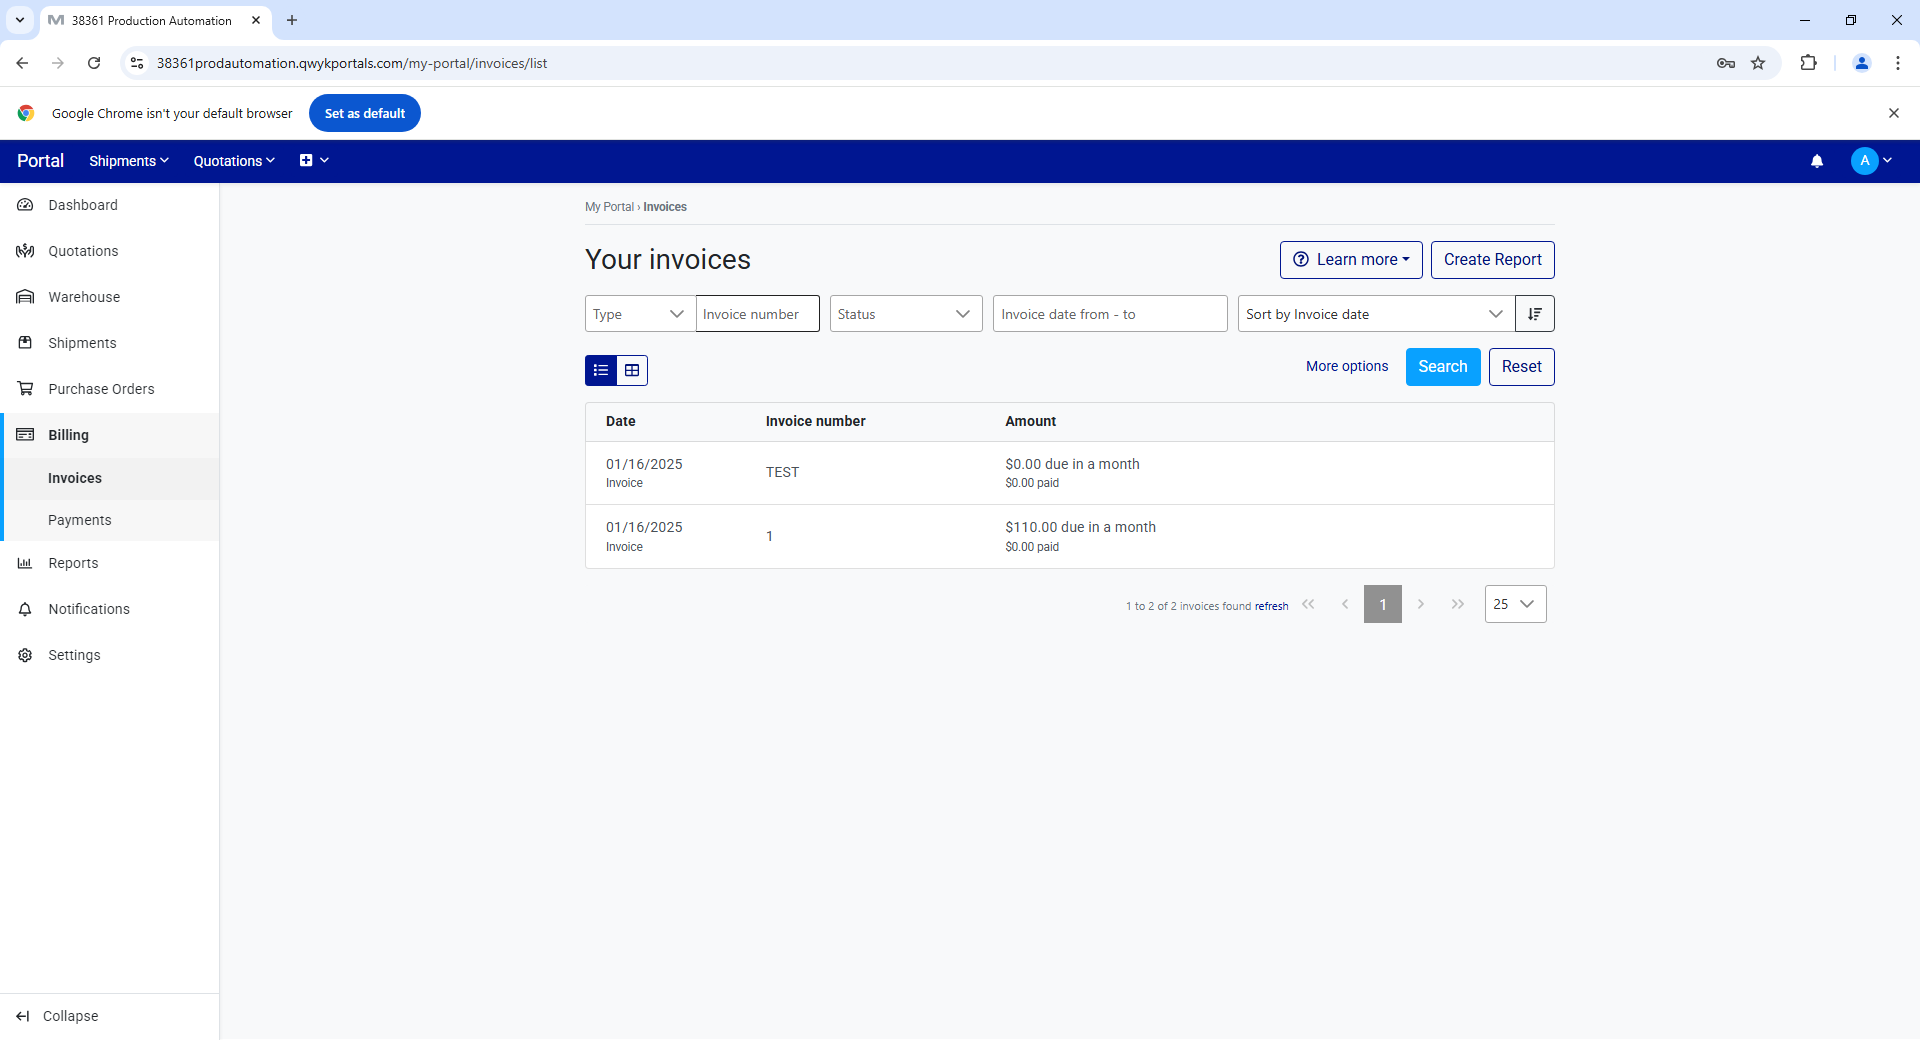 38361 Production Automation
38361prodautomation.qwykportals.com/my-portal/invoices/list
Google Chrome isn't your default browser
Set as default
Portal
Shipments
Quotations
A
Dashboard
Quotations
Warehouse
Shipments
Purchase Orders
Billing
Invoices
Payments
Reports
Notifications
Settings
Collapse
My Portal › Invoices
Your invoices
Learn more
Create Report
Type
Invoice number
Status
Invoice date from - to
Sort by Invoice date
More options
Search
Reset
Date Invoice number Amount
01/16/2025
Invoice
TEST
$0.00 due in a month
$0.00 paid
01/16/2025
Invoice
1
$110.00 due in a month
$0.00 paid
1 to 2 of 2 invoices found refresh
1
25